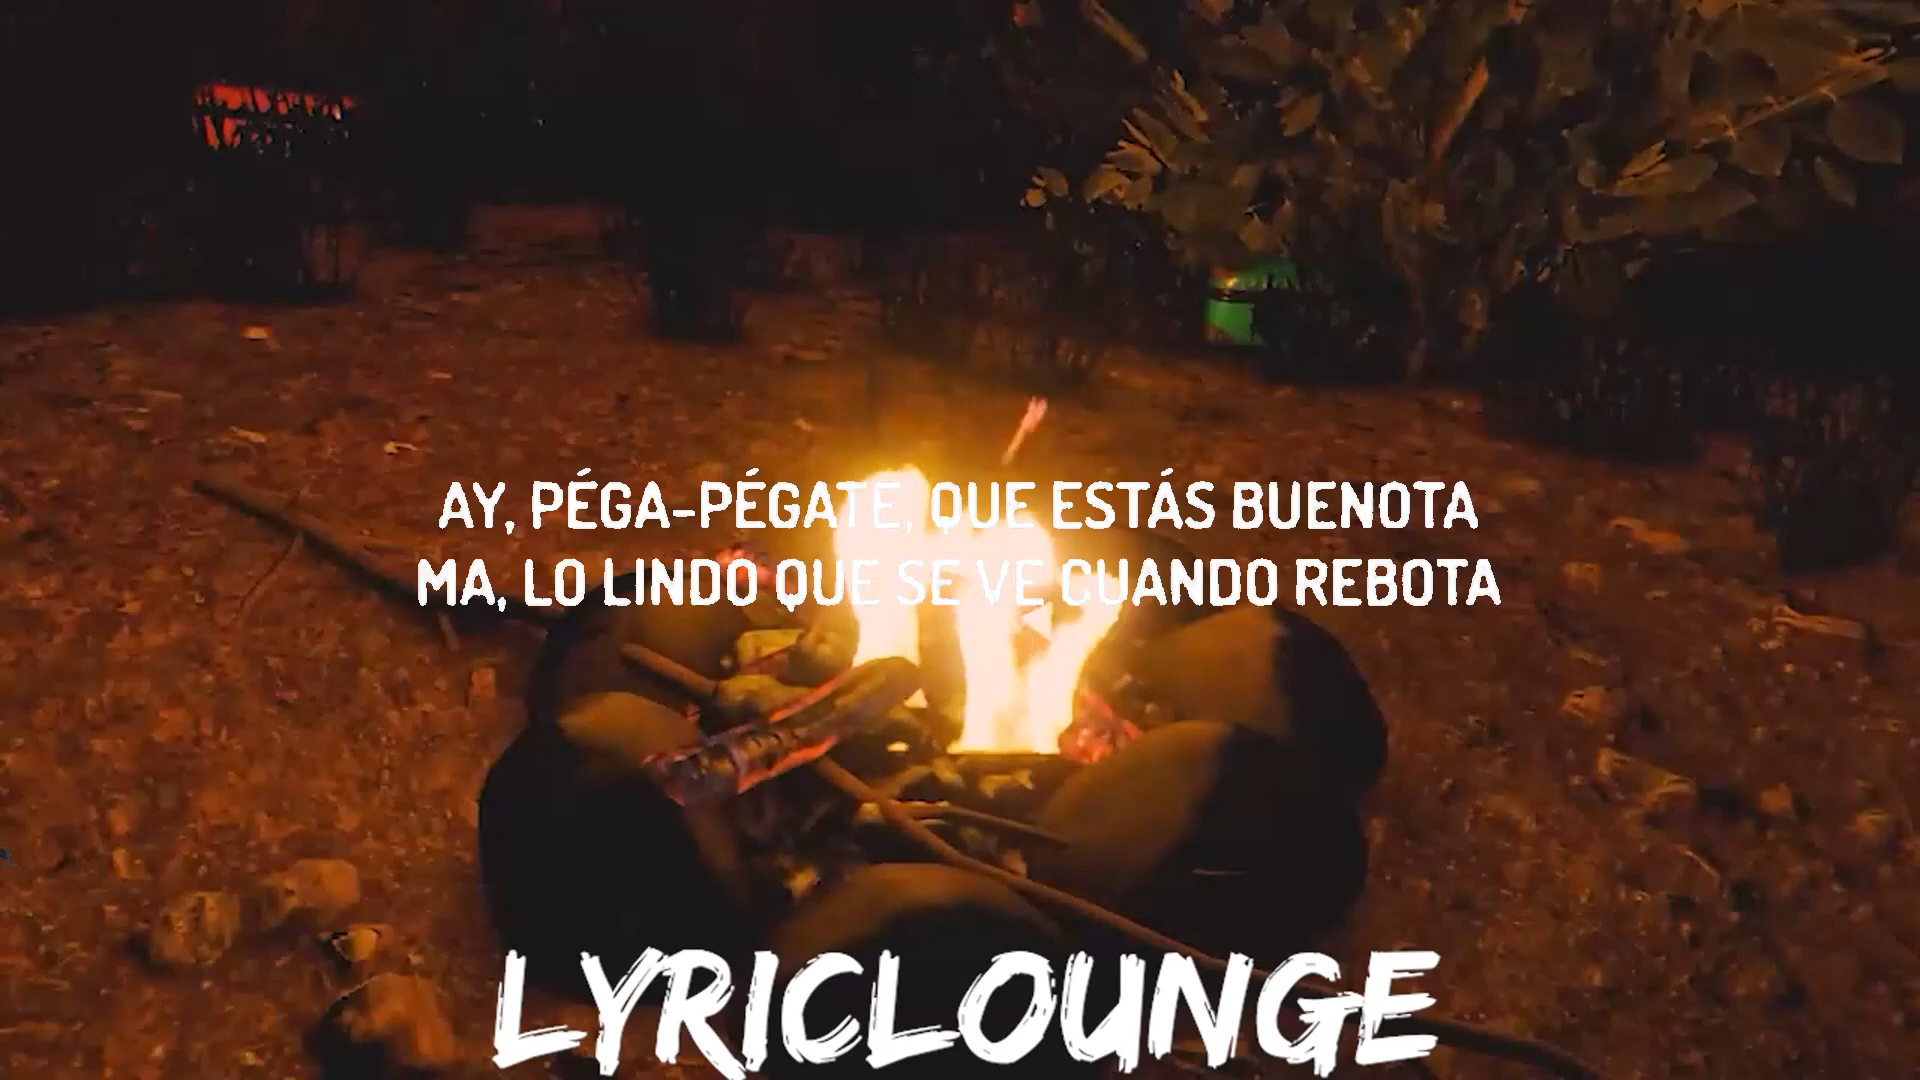 AY, PÉGA-PÉGATE, QUE ESTÁS BUENOTA
MA, LO LINDO QUE SE VE CUANDO REBOTA
LYRICLOUNGE